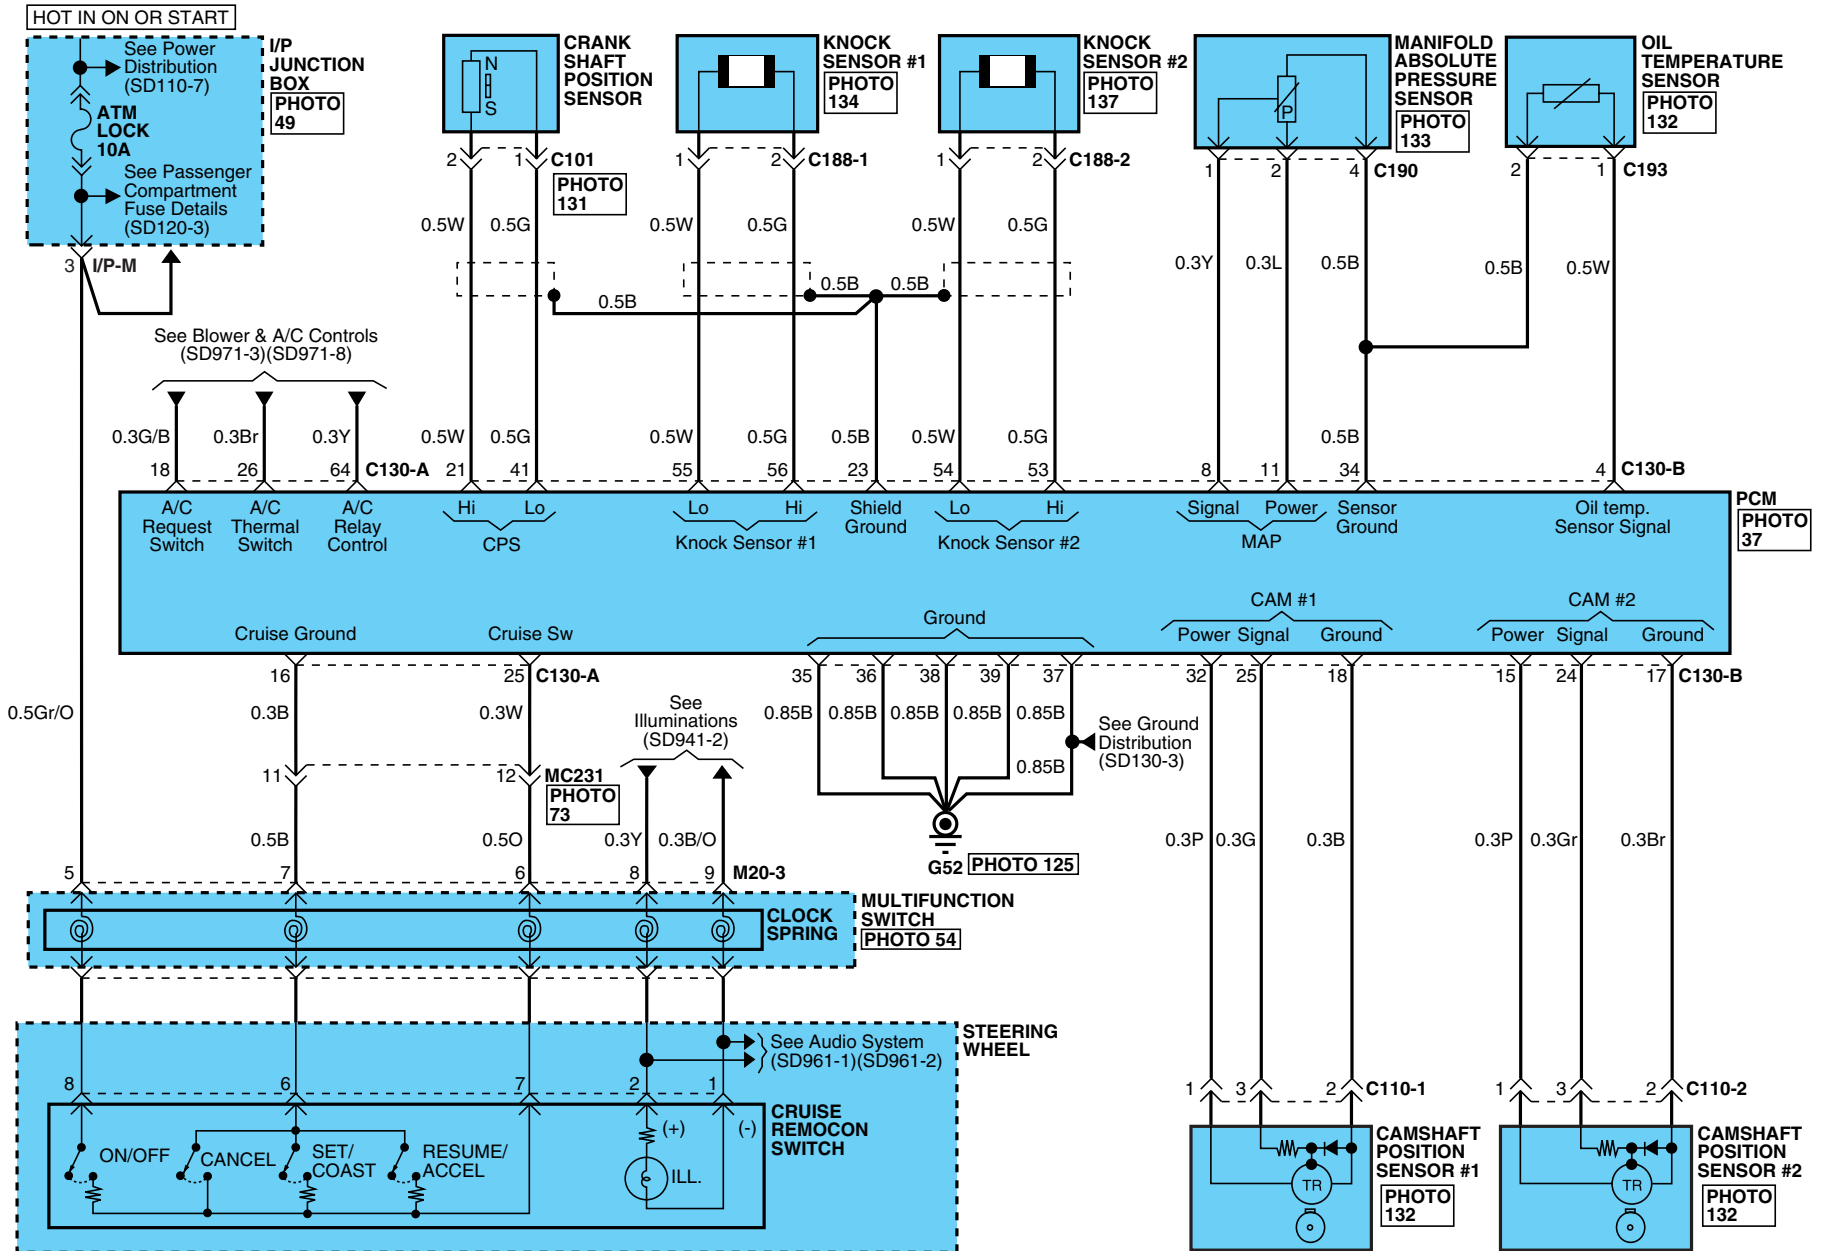 HOT IN ON OR START
See Power
Distribution
(SD110-7)
ATM
LOCK
10A
See Passenger
Compartment
Fuse Details
(SD120-3)
I/P
JUNCTION
BOX
PHOTO
49
3 I/P-M
CRANK
SHAFT
POSITION
SENSOR
N
S
2 1 C101
PHOTO
131
KNOCK
SENSOR #1
PHOTO
134
1 2 C188-1
KNOCK
SENSOR #2
PHOTO
137
1 2 C188-2
MANIFOLD
ABSOLUTE
PRESSURE
SENSOR
PHOTO
133
P
1 2 4 C190
OIL
TEMPERATURE
SENSOR
PHOTO
132
2 1 C193
0.5W 0.5G 0.5W 0.5G 0.5W 0.5G
0.3Y 0.3L 0.5B 0.5B 0.5W
0.5B 0.5B 0.5B
See Blower & A/C Controls
(SD971-3)(SD971-8)
0.3G/B 0.3Br 0.3Y 0.5W 0.5G 0.5W 0.5G 0.5B 0.5W 0.5G 0.5B
18 26 64 C130-A 21 41 55 56 23 54 53 8 11 34 4 C130-B
PCM
PHOTO
37
A/C
Request
Switch
A/C
Thermal
Switch
A/C
Relay
Control
Hi Lo
CPS
Lo Hi
Knock Sensor #1
Shield
Ground
Lo Hi
Knock Sensor #2
Signal Power
MAP
Sensor
Ground
Oil temp.
Sensor Signal
Cruise Ground
Cruise Sw
Ground
CAM #1
Power Signal Ground
CAM #2
Power Signal Ground
16 25 C130-A 35 36 38 39 37 32 25 18 15 24 17 C130-B
0.5Gr/O 0.3B 0.3W
See
Illuminations
(SD941-2)
0.85B 0.85B 0.85B 0.85B 0.85B
See Ground
Distribution
(SD130-3)
0.85B
11 12 MC231
PHOTO
73
0.5B 0.5O 0.3Y 0.3B/O
G52 PHOTO 125
0.3P 0.3G 0.3B 0.3P 0.3Gr 0.3Br
5 7 6 8 9 M20-3
CLOCK
SPRING
MULTIFUNCTION
SWITCH
PHOTO 54
STEERING
WHEEL
See Audio System
(SD961-1)(SD961-2)
8 6 7 2 1
CRUISE
REMOCON
SWITCH
ON/OFF
CANCEL
SET/
COAST
RESUME/
ACCEL
(+) (-)
ILL.
1 3 2 C110-1
TR
CAMSHAFT
POSITION
SENSOR #1
PHOTO
132
1 3 2 C110-2
TR
CAMSHAFT
POSITION
SENSOR #2
PHOTO
132